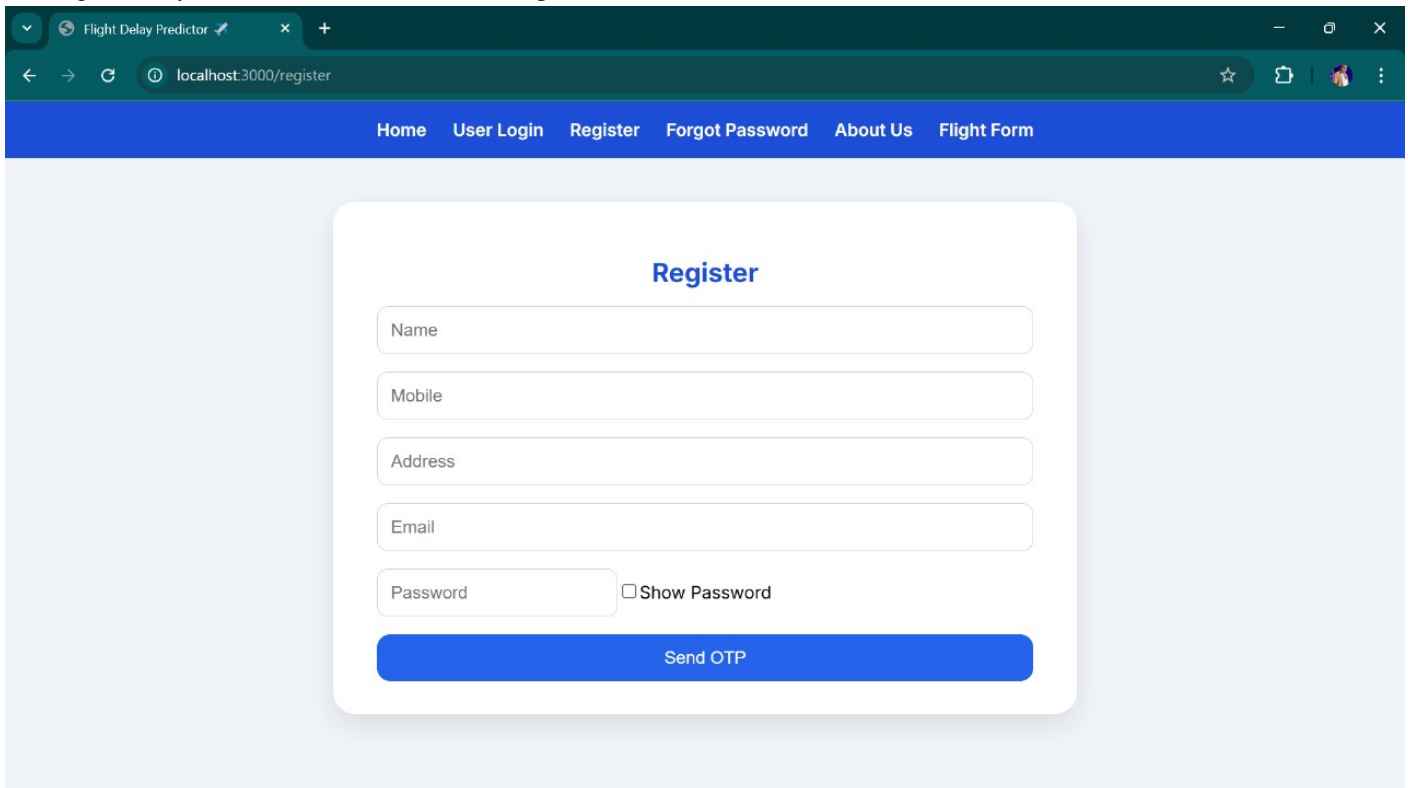 Flight Delay Predictor
localhost:3000/register
Home User Login Register Forgot Password About Us Flight Form
Register
Name
Mobile
Address
Email
Password Show Password
Send OTP